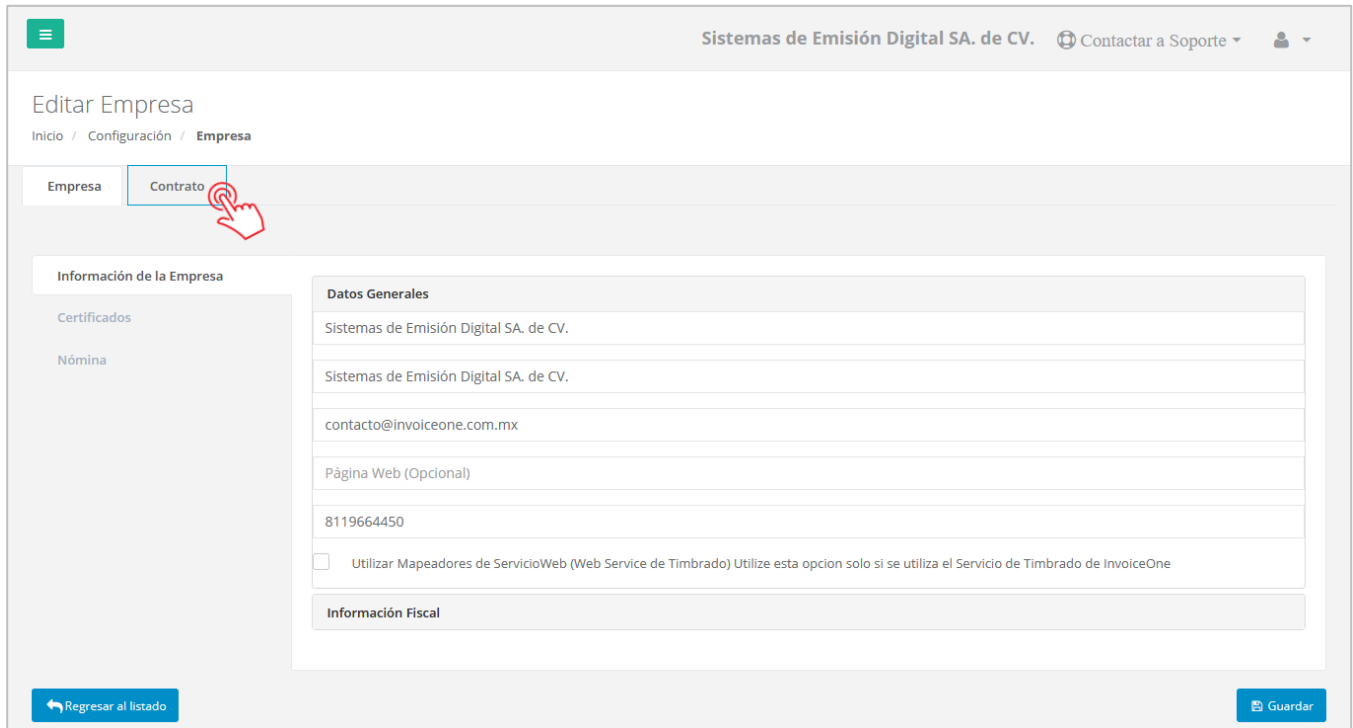 Sistemas de Emisión Digital SA. de CV. Contactar a Soporte
Editar Empresa
Inicio / Configuración / Empresa
Empresa Contrato
Información de la Empresa
Certificados
Nómina
Datos Generales
Sistemas de Emisión Digital SA. de CV.
Sistemas de Emisión Digital SA. de CV.
contacto@invoiceone.com.mx
Página Web (Opcional)
8119664450
Utilizar Mapeadores de ServicioWeb (Web Service de Timbrado) Utilize esta opcion solo si se utiliza el Servicio de Timbrado de InvoiceOne
Información Fiscal
Regresar al listado Guardar